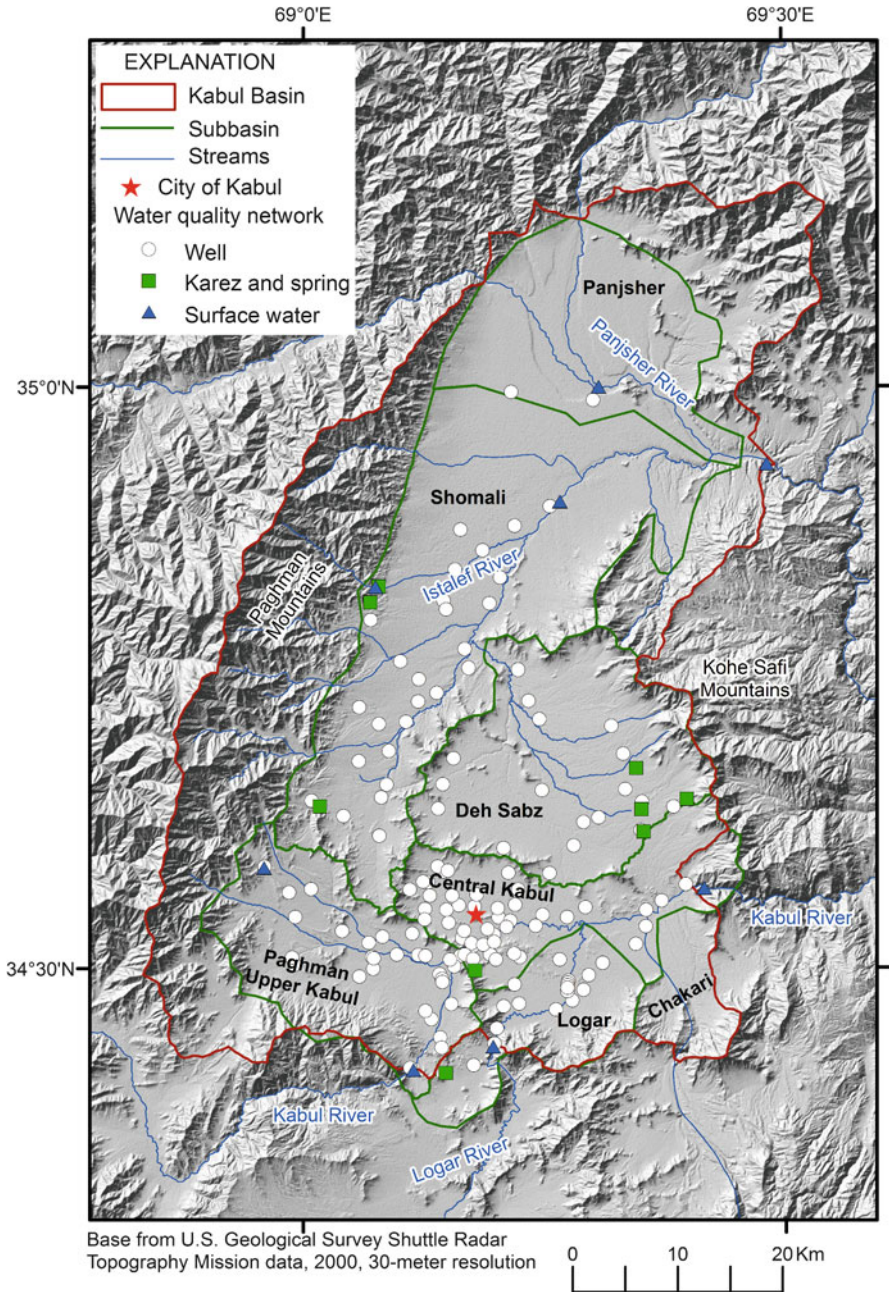 69°0'E
69°30'E
EXPLANATION
Kabul Basin
Subbasin
Streams
City of Kabul
Water quality network
Well
Karez and spring
Surface water
Panjsher
Panjsher River
35°0'N
Shomali
Istalef River
Paghman
Mountains
Kohe Safi
Mountains
Deh Sabz
Central Kabul
Kabul River
34°30'N
Paghman
Upper Kabul
Logar
Chakari
Kabul River
Logar River
Base from U.S. Geological Survey Shuttle Radar
Topography Mission data, 2000, 30-meter resolution
0 10 20 Km